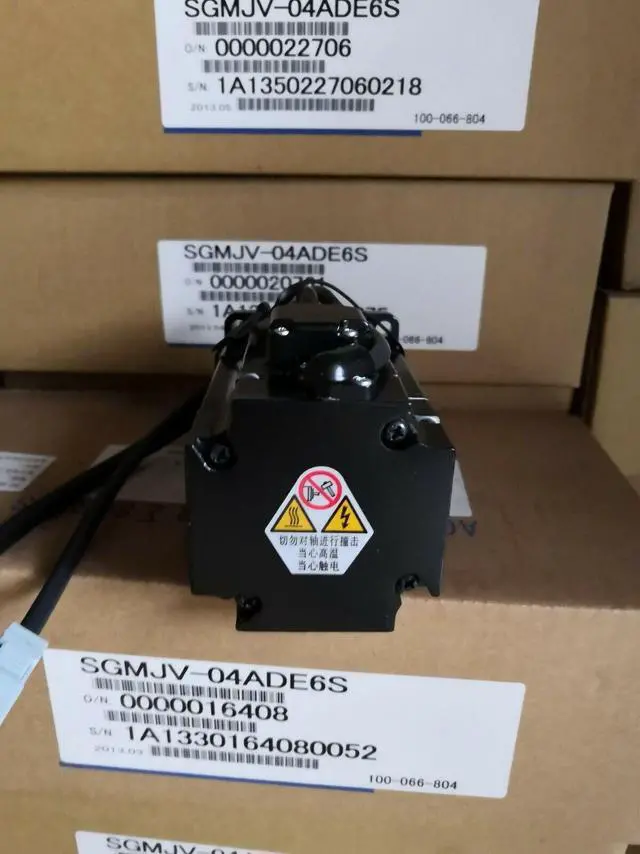 SGMJV-04ADE6S
O/N 0000022706
S/N 1A1350227060218
2013.05
100-066-804
SGMJV-04ADE6S
O/N
S/N
-066-804
切勿对轴进行撞击
当心高温
当心触电
SGMJV-04ADE6S
O/N 0000016408
S/N 1A1330164080052
2013.03
100-066-804